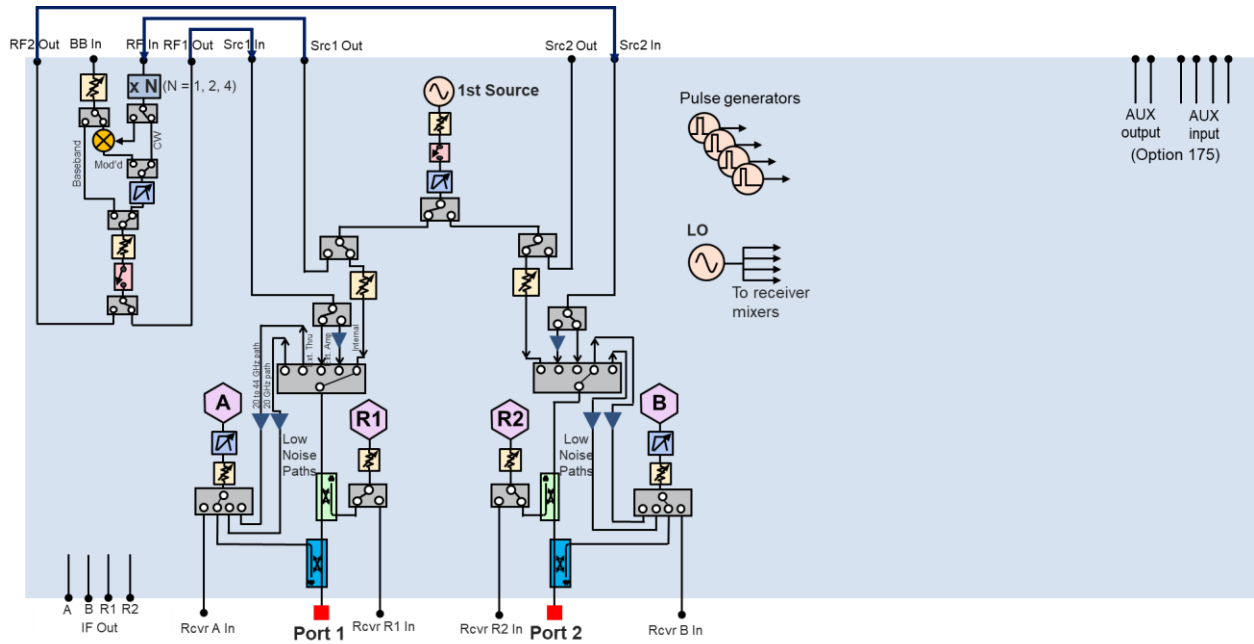 RF2 Out
BB In
RF In
RF1 Out
Src1 In
Src1 Out
Src2 Out
Src2 In
x N
(N = 1, 2, 4)
1st Source
Pulse generators
AUX
output
AUX
input
(Option 175)
Baseband
Mod'd
CW
LO
To receiver
mixers
20 to 44 GHz path
20 GHz path
Ext. Thru
Ext. Amp
Internal
A
R1
R2
B
Low
Noise
Paths
Low
Noise
Paths
A
B
R1
R2
IF Out
Rcvr A In
Port 1
Rcvr R1 In
Rcvr R2 In
Port 2
Rcvr B In